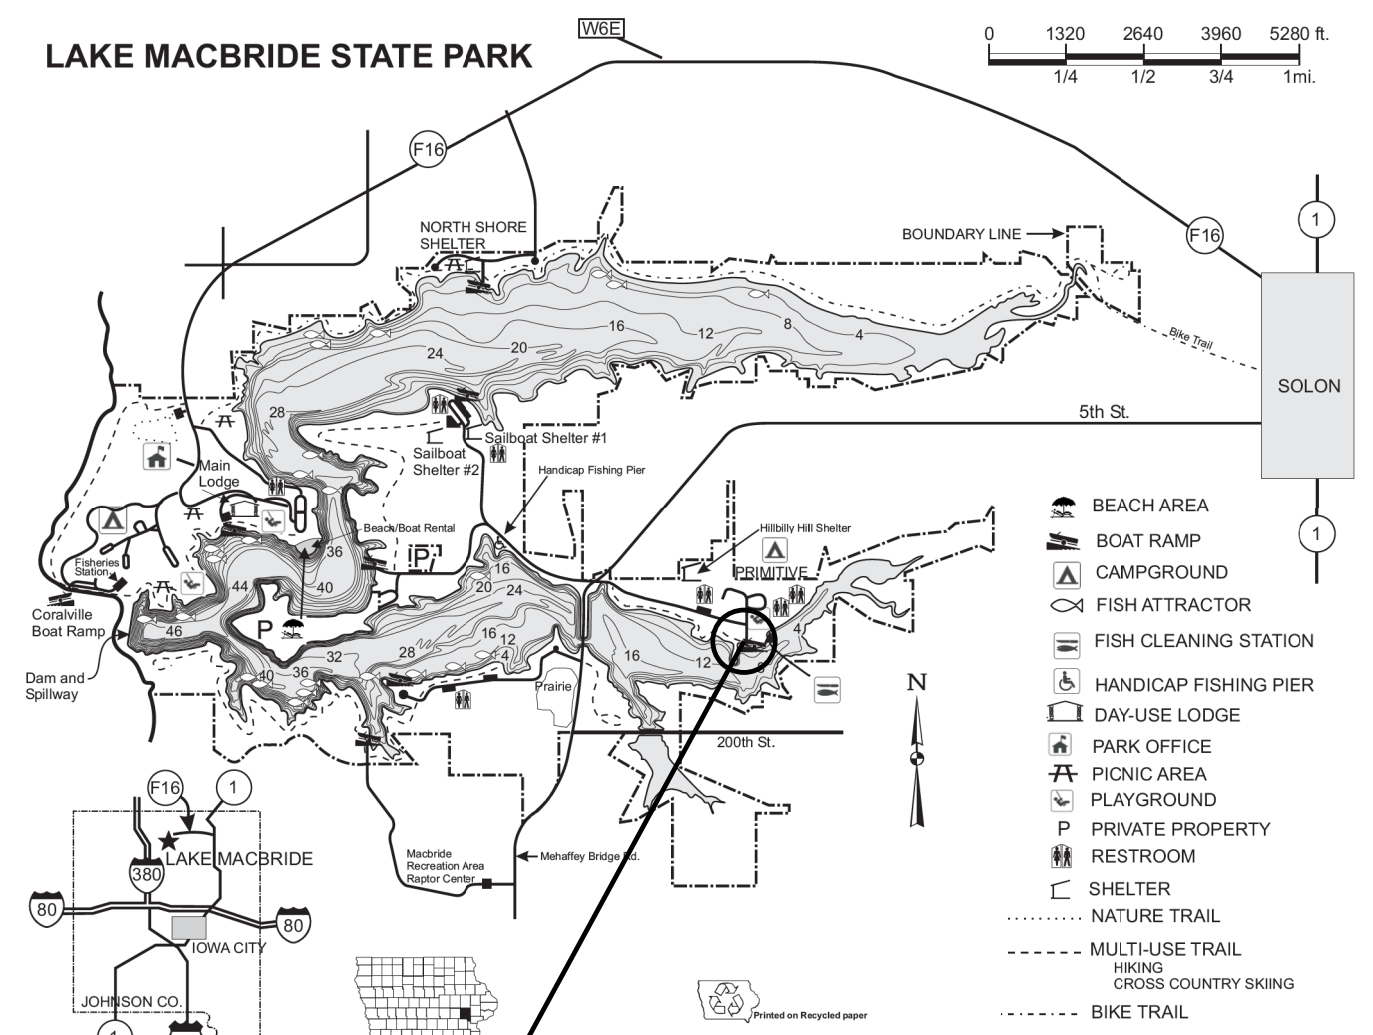 LAKE MACBRIDE STATE PARK
W6E
0 1320 2640 3960 5280 ft.
1/4 1/2 3/4 1mi.
F16
NORTH SHORE
SHELTER
BOUNDARY LINE
F16
1
16
12
8
4
24
20
28
Bike Trail
SOLON
5th St.
Sailboat Shelter #1
Sailboat
Shelter #2
Handicap Fishing Pier
Main
Lodge
Beach/Boat Rental
P
36
40
44
46
Fisheries
Station
Coralville
Boat Ramp
Dam and
Spillway
P
16
20
24
16
12
4
28
32
36
40
Hillbilly Hill Shelter
PRIMITIVE
4
16
12
8
Prairie
200th St.
N
1
BEACH AREA
BOAT RAMP
CAMPGROUND
FISH ATTRACTOR
FISH CLEANING STATION
HANDICAP FISHING PIER
DAY-USE LODGE
PARK OFFICE
PICNIC AREA
PLAYGROUND
P PRIVATE PROPERTY
RESTROOM
SHELTER
NATURE TRAIL
MULTI-USE TRAIL
HIKING
CROSS COUNTRY SKIING
BIKE TRAIL
Macbride
Recreation Area
Raptor Center
Mehaffey Bridge Rd.
F16
1
LAKE MACBRIDE
380
80
80
IOWA CITY
JOHNSON CO.
1
Printed on Recycled paper